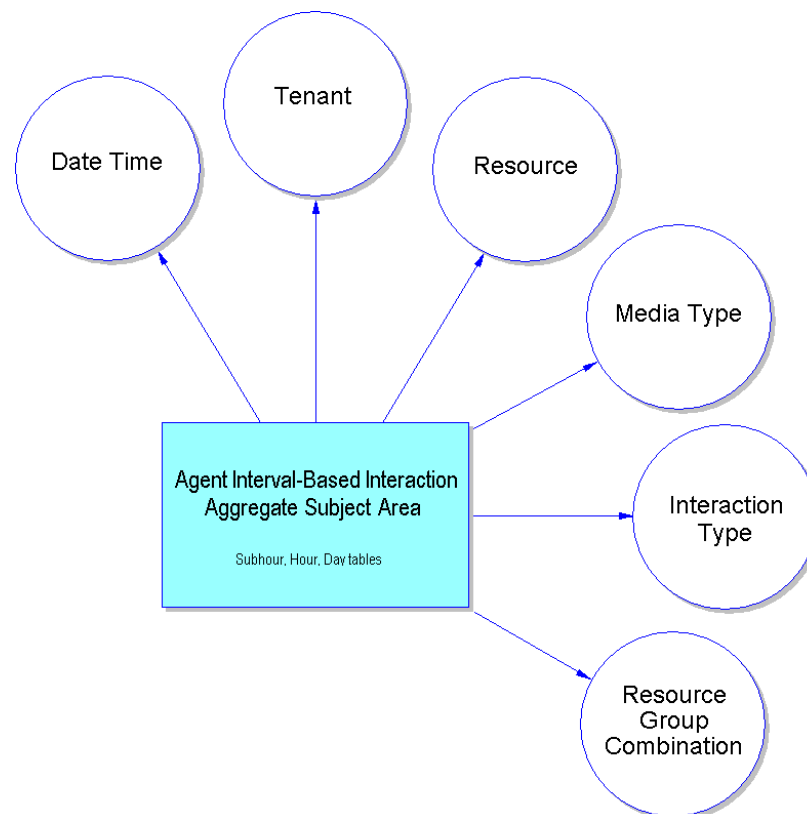 Tenant
Date Time
Resource
Media Type
Agent Interval-Based Interaction
Aggregate Subject Area
Subhour, Hour, Day tables
Interaction
Type
Resource
Group
Combination